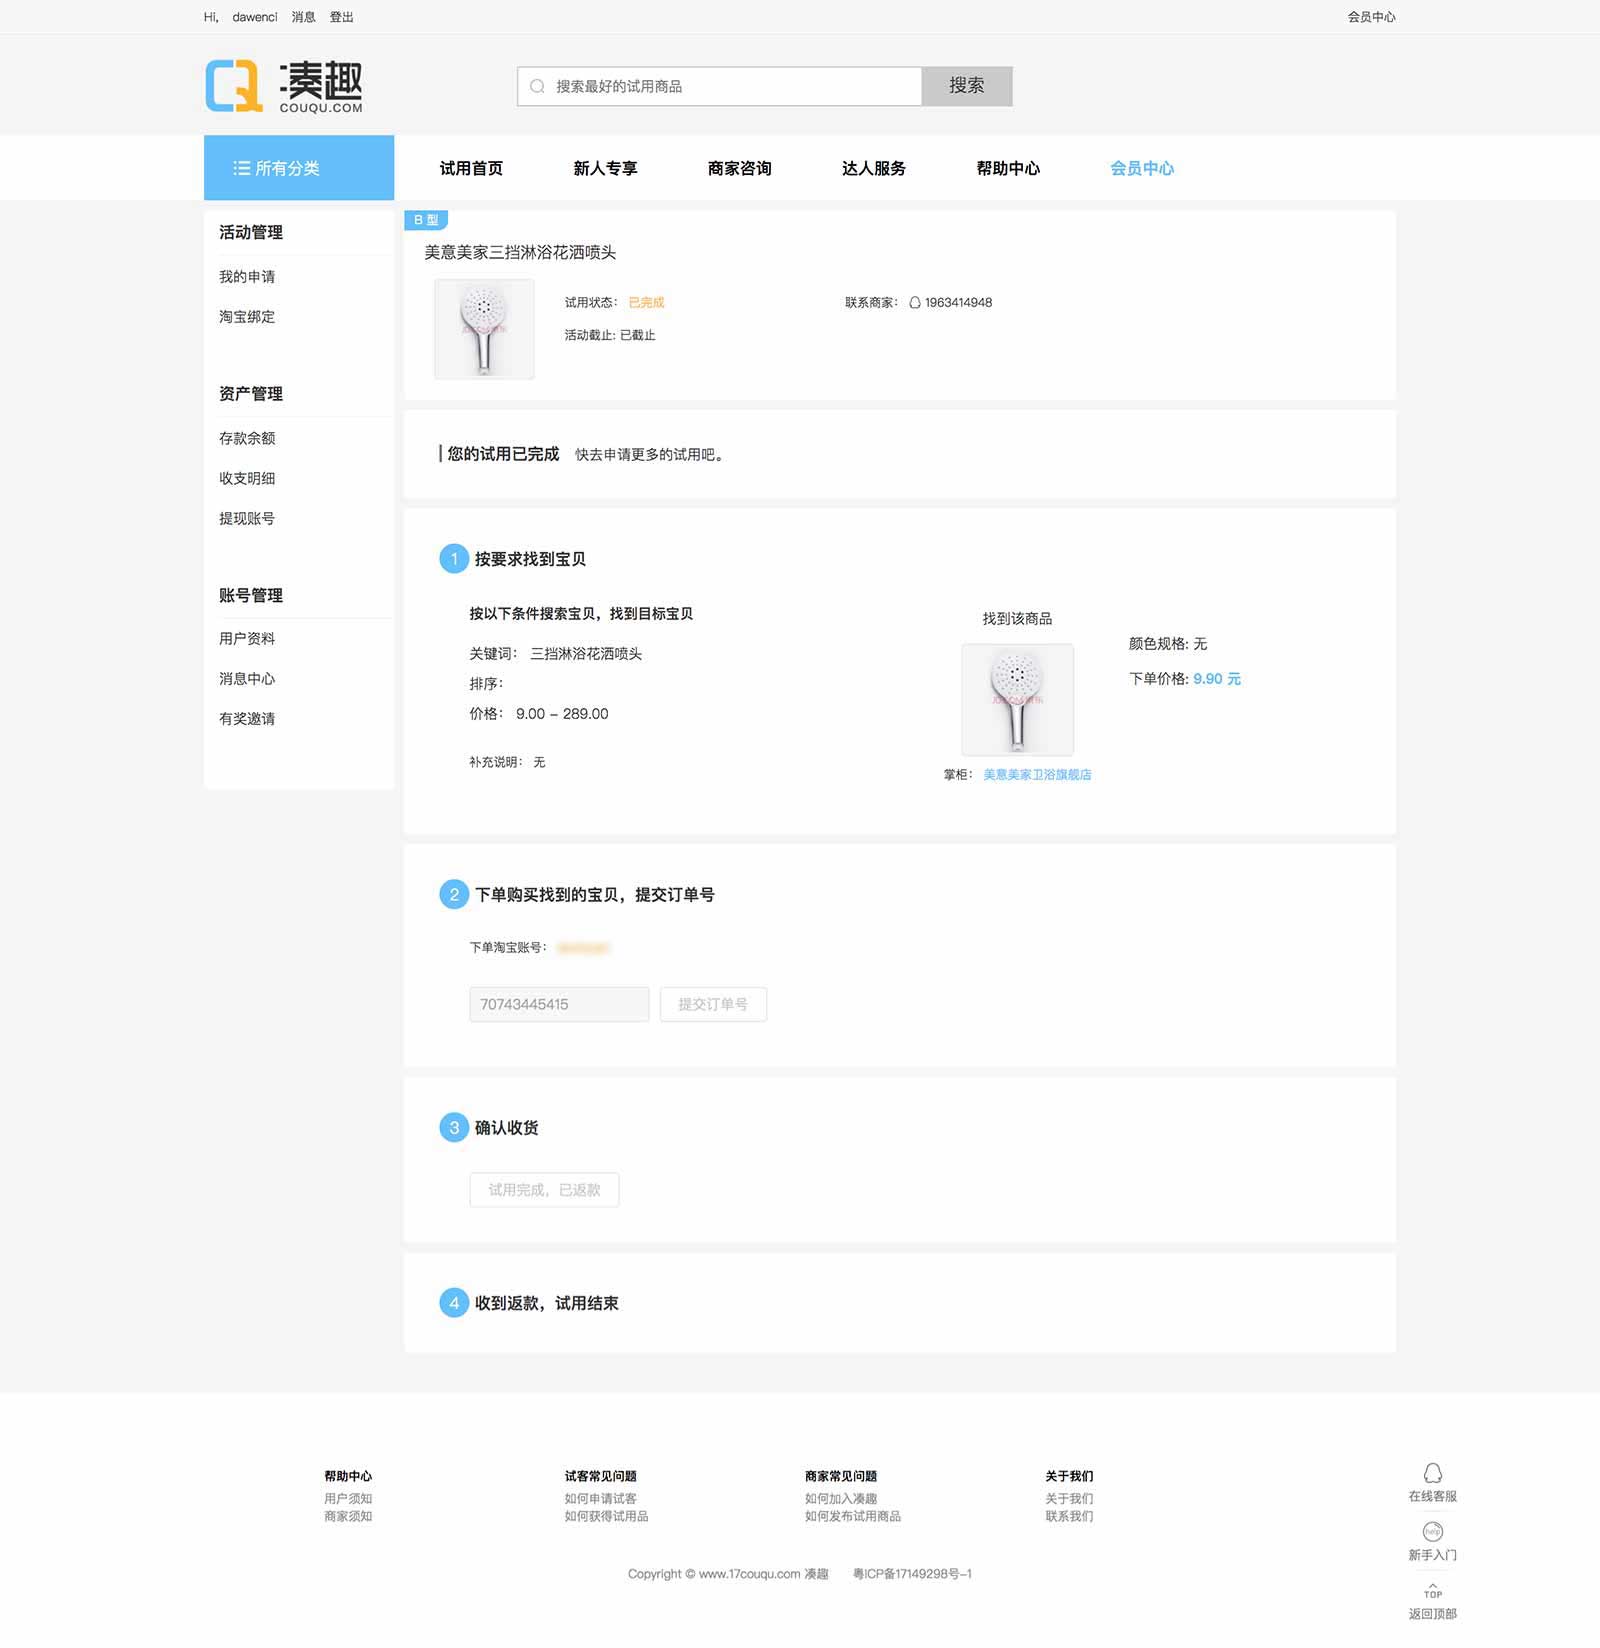 Hi, dawenci 消息 登出 会员中心
凑趣
COUQU.COM
搜索最好的试用商品 搜索
所有分类 试用首页 新人专享 商家咨询 达人服务 帮助中心 会员中心
活动管理
我的申请
淘宝绑定
资产管理
存款余额
收支明细
提现账号
账号管理
用户资料
消息中心
有奖邀请
B 型
美意美家三挡淋浴花洒喷头
试用状态： 已完成 联系商家： 1963414948
活动截止: 已截止
您的试用已完成 快去申请更多的试用吧。
1 按要求找到宝贝
按以下条件搜索宝贝，找到目标宝贝
关键词： 三挡淋浴花洒喷头
排序：
价格： 9.00 – 289.00
补充说明： 无
找到该商品
掌柜： 美意美家卫浴旗舰店
颜色规格: 无
下单价格: 9.90 元
2 下单购买找到的宝贝，提交订单号
下单淘宝账号：
70743445415 提交订单号
3 确认收货
试用完成，已返款
4 收到返款，试用结束
帮助中心
用户须知
商家须知
试客常见问题
如何申请试客
如何获得试用品
商家常见问题
如何加入凑趣
如何发布试用商品
关于我们
关于我们
联系我们
在线客服
help
新手入门
TOP
返回顶部
Copyright © www.17couqu.com 凑趣 粤ICP备17149298号-1